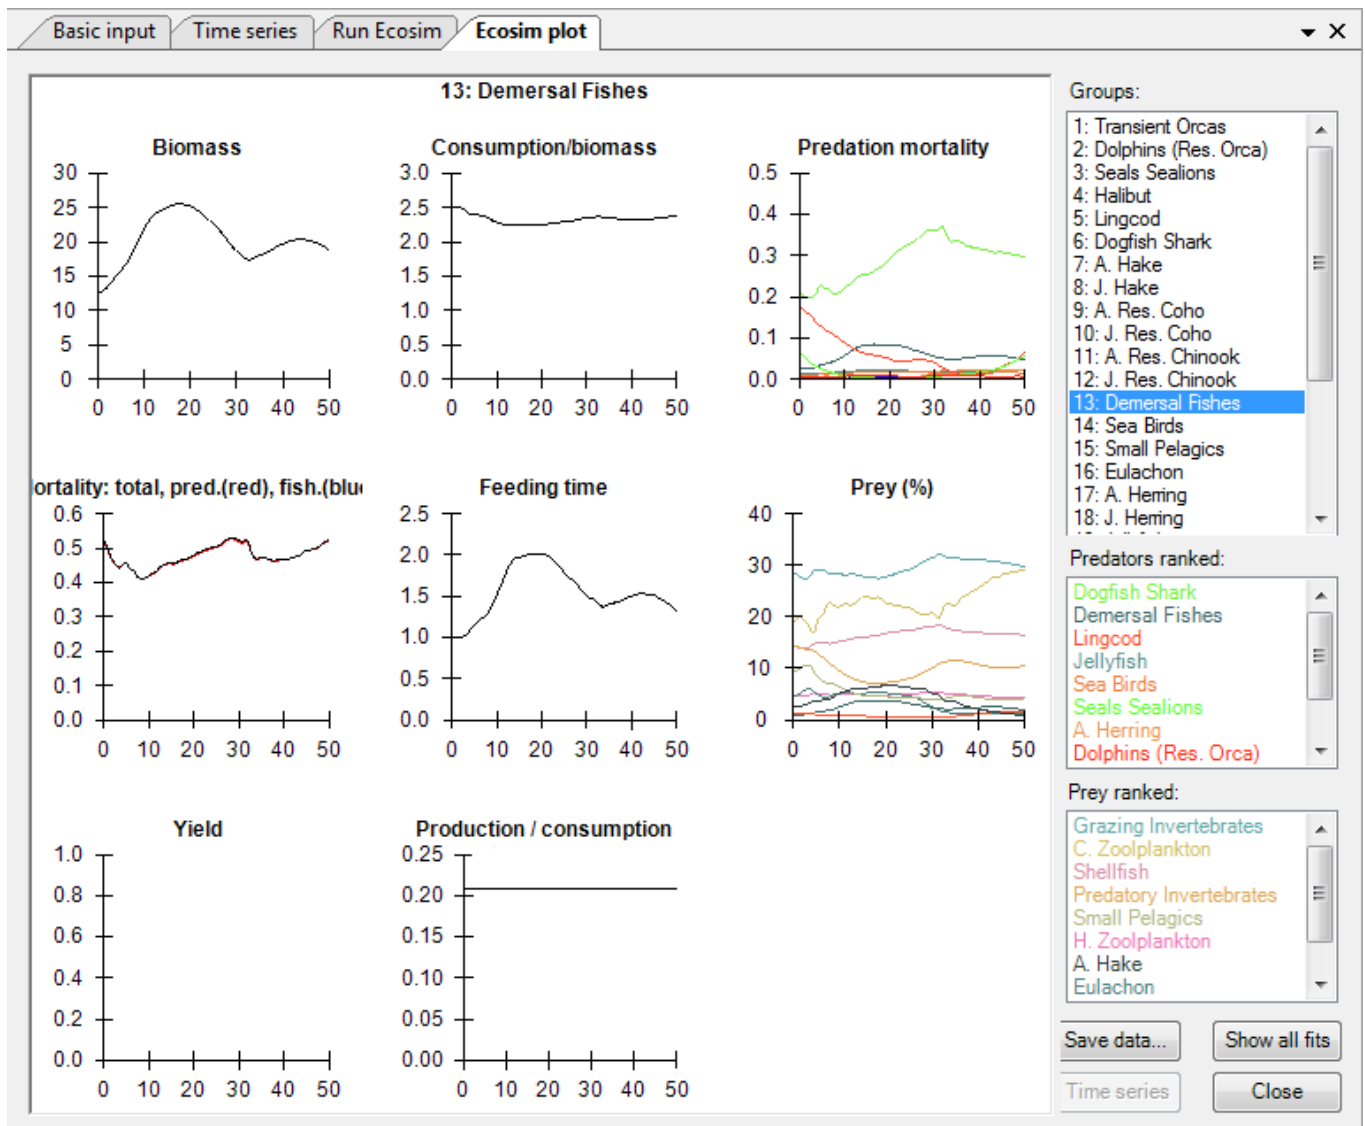 Basic input
Time series
Run Ecosim
Ecosim plot
13: Demersal Fishes
Biomass
30
25
20
15
10
5
0
0 10 20 30 40 50
Consumption/biomass
3.0
2.5
2.0
1.5
1.0
0.5
0.0
0 10 20 30 40 50
Predation mortality
0.5
0.4
0.3
0.2
0.1
0.0
0 10 20 30 40 50
ortality: total, pred.(red), fish.(blu
0.6
0.5
0.4
0.3
0.2
0.1
0.0
0 10 20 30 40 50
Feeding time
2.5
2.0
1.5
1.0
0.5
0.0
0 10 20 30 40 50
Prey (%)
40
30
20
10
0
0 10 20 30 40 50
Yield
1.0
0.8
0.6
0.4
0.2
0.0
0 10 20 30 40 50
Production / consumption
0.25
0.20
0.15
0.10
0.05
0.00
0 10 20 30 40 50
Groups:
1: Transient Orcas
2: Dolphins (Res. Orca)
3: Seals Sealions
4: Halibut
5: Lingcod
6: Dogfish Shark
7: A. Hake
8: J. Hake
9: A. Res. Coho
10: J. Res. Coho
11: A. Res. Chinook
12: J. Res. Chinook
13: Demersal Fishes
14: Sea Birds
15: Small Pelagics
16: Eulachon
17: A. Herring
18: J. Herring
Predators ranked:
Dogfish Shark
Demersal Fishes
Lingcod
Jellyfish
Sea Birds
Seals Sealions
A. Herring
Dolphins (Res. Orca)
Prey ranked:
Grazing Invertebrates
C. Zoolplankton
Shellfish
Predatory Invertebrates
Small Pelagics
H. Zoolplankton
A. Hake
Eulachon
Save data...
Show all fits
Time series
Close